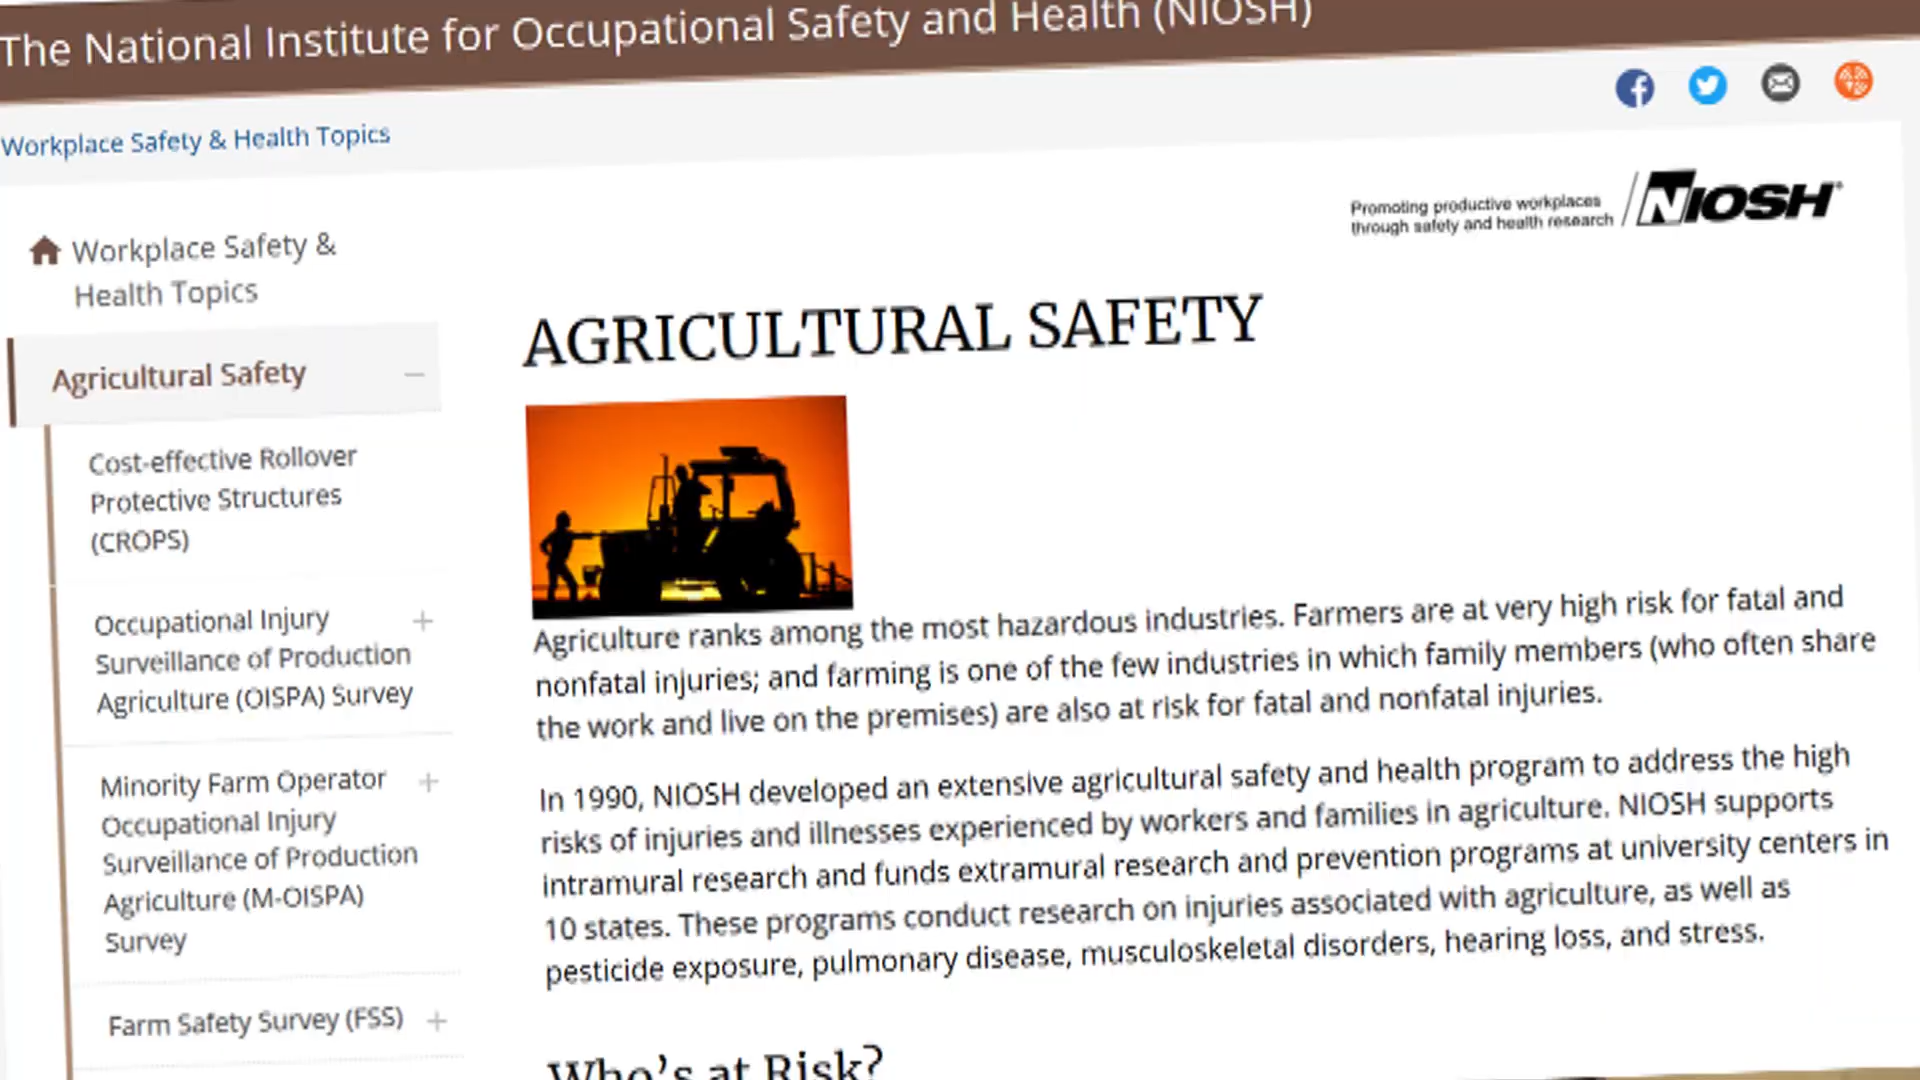 The National Institute for Occupational Safety and Health (NIOSH)
Workplace Safety & Health Topics
Promoting productive workplaces
through safety and health research
NIOSH
Workplace Safety &
Health Topics
Agricultural Safety
Cost-effective Rollover
Protective Structures
(CROPS)
Occupational Injury
Surveillance of Production
Agriculture (OISPA) Survey
Minority Farm Operator
Occupational Injury
Surveillance of Production
Agriculture (M-OISPA)
Survey
Farm Safety Survey (FSS)
AGRICULTURAL SAFETY
Agriculture ranks among the most hazardous industries. Farmers are at very high risk for fatal and
nonfatal injuries; and farming is one of the few industries in which family members (who often share
the work and live on the premises) are also at risk for fatal and nonfatal injuries.
In 1990, NIOSH developed an extensive agricultural safety and health program to address the high
risks of injuries and illnesses experienced by workers and families in agriculture. NIOSH supports
intramural research and funds extramural research and prevention programs at university centers in
10 states. These programs conduct research on injuries associated with agriculture, as well as
pesticide exposure, pulmonary disease, musculoskeletal disorders, hearing loss, and stress.
Who's at Risk?